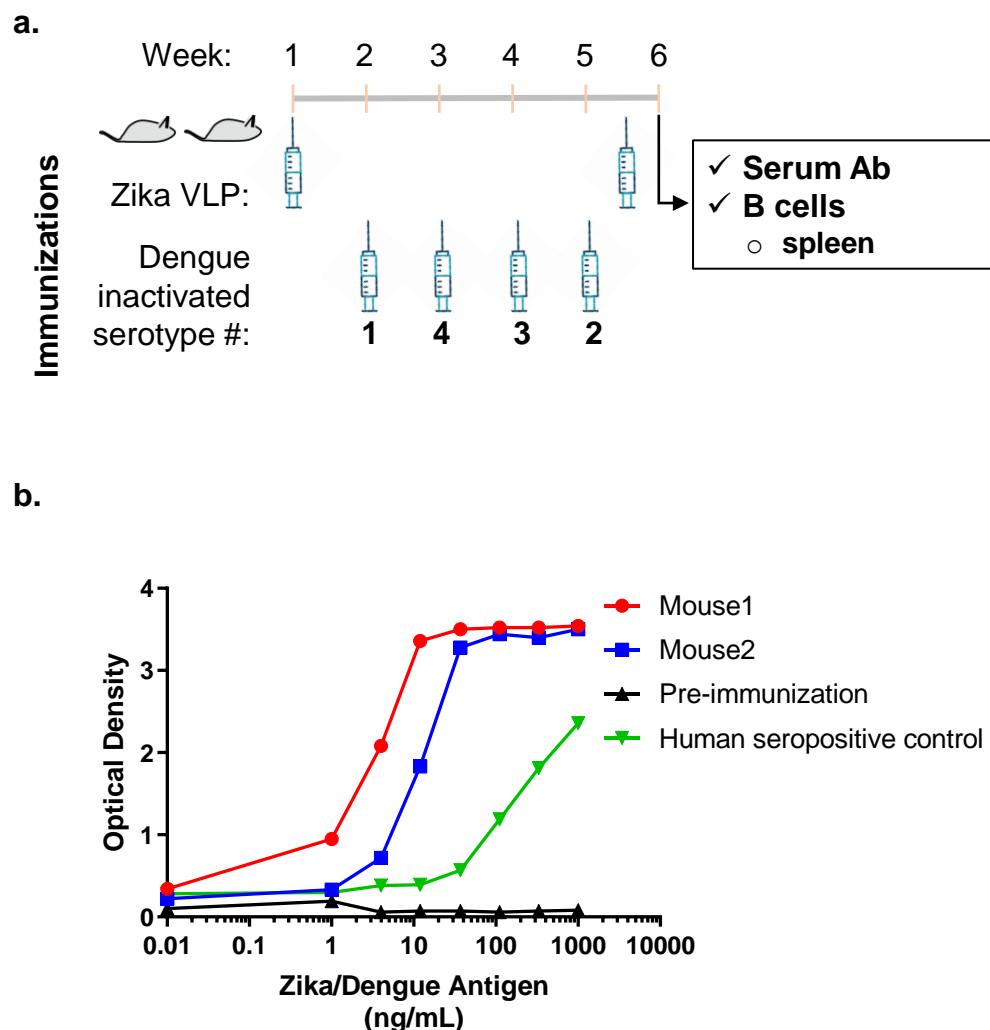 a.
Week: 1 2 3 4 5 6
Immunizations
Zika VLP:
Dengue
inactivated
serotype #: 1 4 3 2
✓ Serum Ab
✓ B cells
○ spleen
b.
Optical Density
4
3
2
1
0
0.01 0.1 1 10 100 1000 10000
Zika/Dengue Antigen
(ng/mL)
Mouse1
Mouse2
Pre-immunization
Human seropositive control